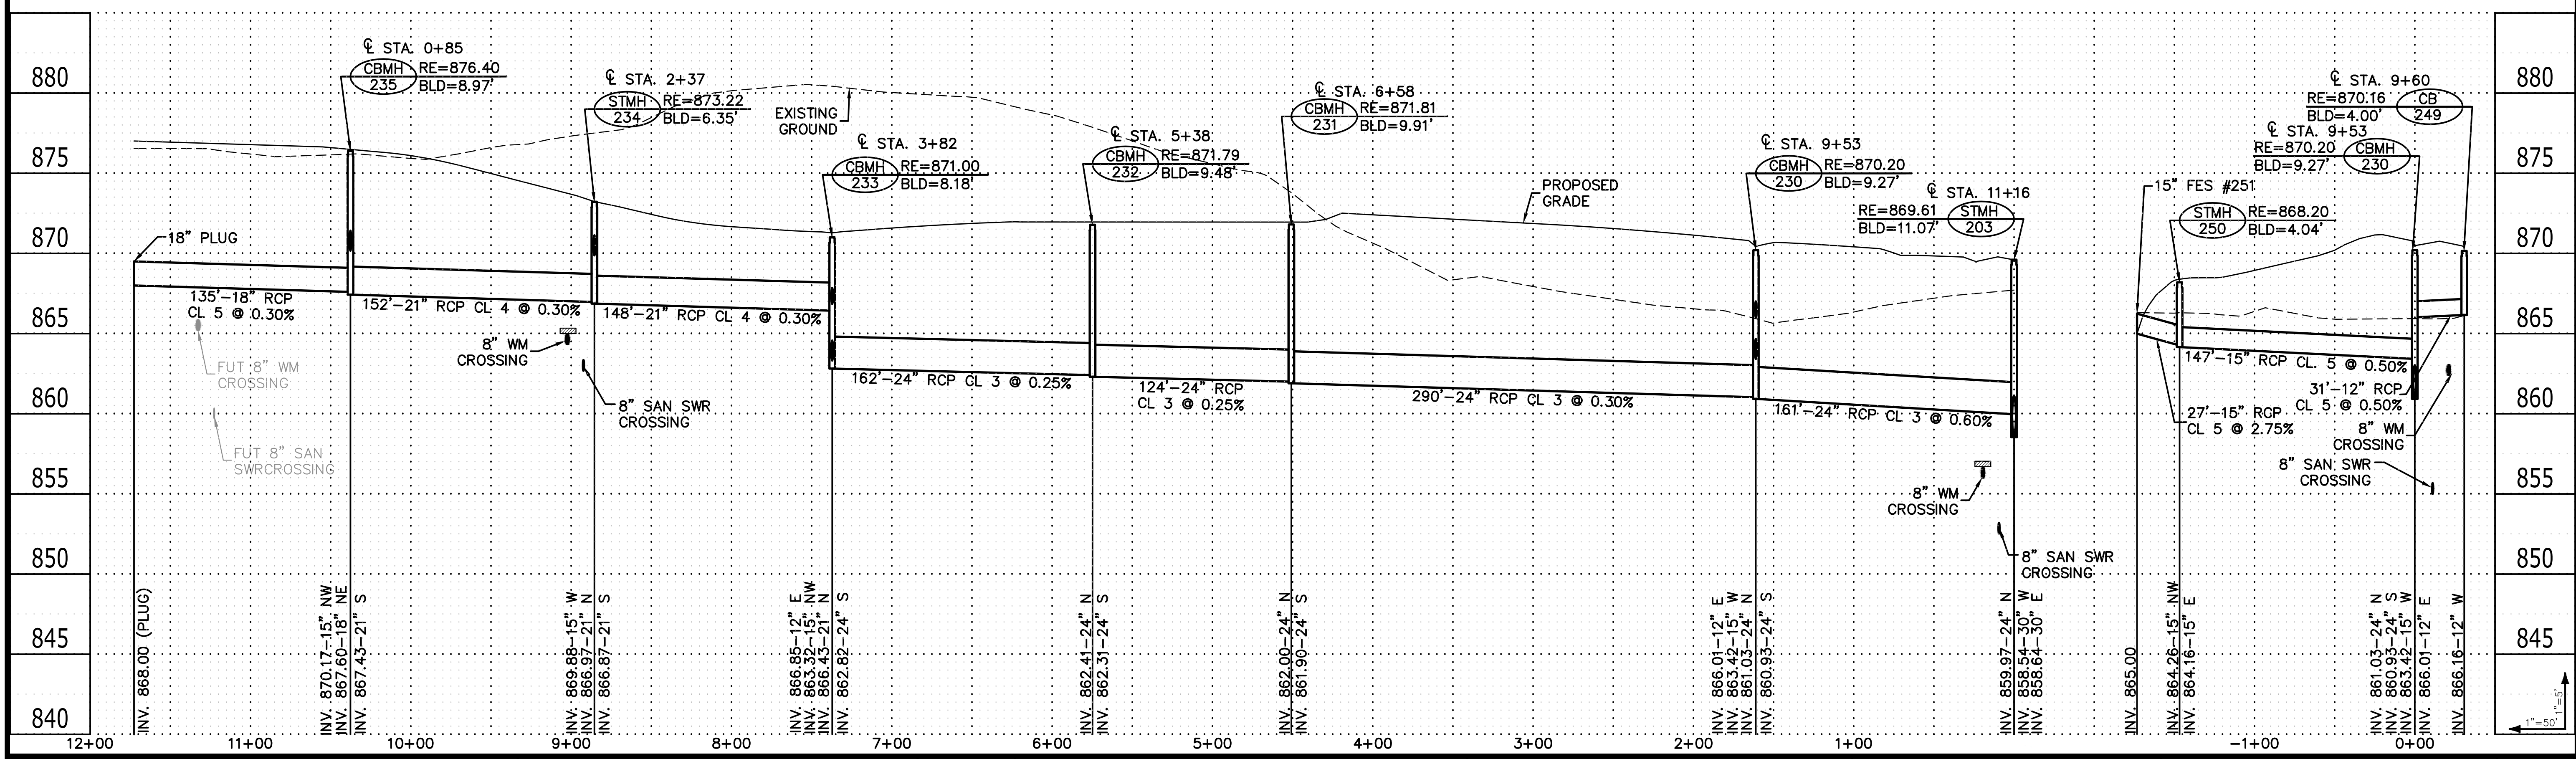 ℄ STA. 0+85
CBMH
235
RE=876.40
BLD=8.97'
℄ STA. 2+37
STMH
234
RE=873.22
BLD=6.35'
EXISTING
GROUND
℄ STA. 3+82
CBMH
233
RE=871.00
BLD=8.18'
℄ STA. 5+38
CBMH
232
RE=871.79
BLD=9.48'
℄ STA. 6+58
CBMH
231
RE=871.81
BLD=9.91'
PROPOSED
GRADE
℄ STA. 9+53
CBMH
230
RE=870.20
BLD=9.27'
℄ STA. 11+16
RE=869.61
BLD=11.07'
STMH
203
15" FES #251
STMH
250
RE=868.20
BLD=4.04'
℄ STA. 9+60
RE=870.16
BLD=4.00'
CB
249
℄ STA. 9+53
RE=870.20
BLD=9.27'
CBMH
230
880
875
870
865
860
855
850
845
840
880
875
870
865
860
855
850
845
18" PLUG
135'-18" RCP
CL 5 @ 0.30%
152'-21" RCP CL 4 @ 0.30%
148'-21" RCP CL 4 @ 0.30%
162'-24" RCP CL 3 @ 0.25%
124'-24" RCP
CL 3 @ 0.25%
290'-24" RCP CL 3 @ 0.30%
161'-24" RCP CL 3 @ 0.60%
147'-15" RCP CL. 5 @ 0.50%
31'-12" RCP
CL 5 @ 0.50%
27'-15" RCP
CL 5 @ 2.75%
FUT 8" WM
CROSSING
FUT 8" SAN
SWRCROSSING
8" WM
CROSSING
8" SAN SWR
CROSSING
8" WM
CROSSING
8" SAN SWR
CROSSING
8" WM
CROSSING
8" SAN SWR
CROSSING
INV. 868.00 (PLUG)
INV. 870.17-15" NW
INV. 867.60-18" NE
INV. 867.43-21" S
INV. 869.88-15" W
INV. 866.97-21" N
INV. 866.87-21" S
INV. 866.85-12" E
INV. 863.32-15" NW
INV. 866.43-21" N
INV. 862.82-24" S
INV. 862.41-24" N
INV. 862.31-24" S
INV. 862.00-24" N
INV. 861.90-24" S
INV. 866.01-12" E
INV. 863.42-15" W
INV. 861.03-24" N
INV. 860.93-24" S
INV. 859.97-24" N
INV. 858.54-30" W
INV. 858.64-30" E
INV. 865.00
INV. 864.26-15" NW
INV. 864.16-15" E
INV. 861.03-24" N
INV. 860.93-24" S
INV. 863.42-15" W
INV. 866.01-12" E
INV. 866.16-12" W
12+00
11+00
10+00
9+00
8+00
7+00
6+00
5+00
4+00
3+00
2+00
1+00
-1+00
0+00
1"=50'
1"=5'